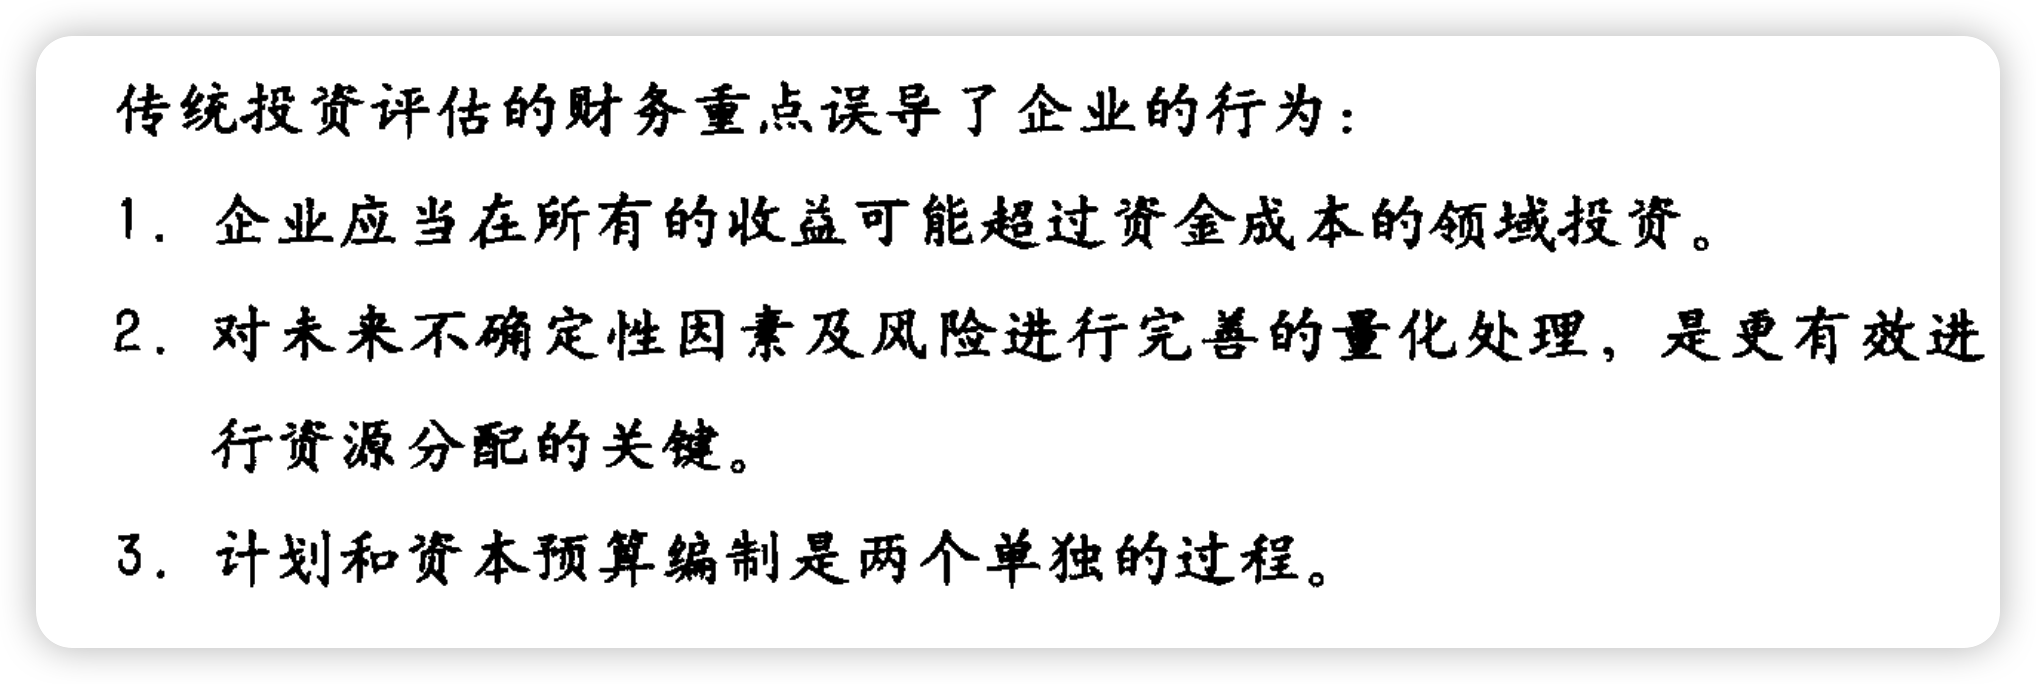 传统投资评估的财务重点误导了企业的行为：
1. 企业应当在所有的收益可能超过资金成本的领域投资。
2. 对未来不确定性因素及风险进行完善的量化处理，是更有效进
行资源分配的关键。
3. 计划和资本预算编制是两个单独的过程。